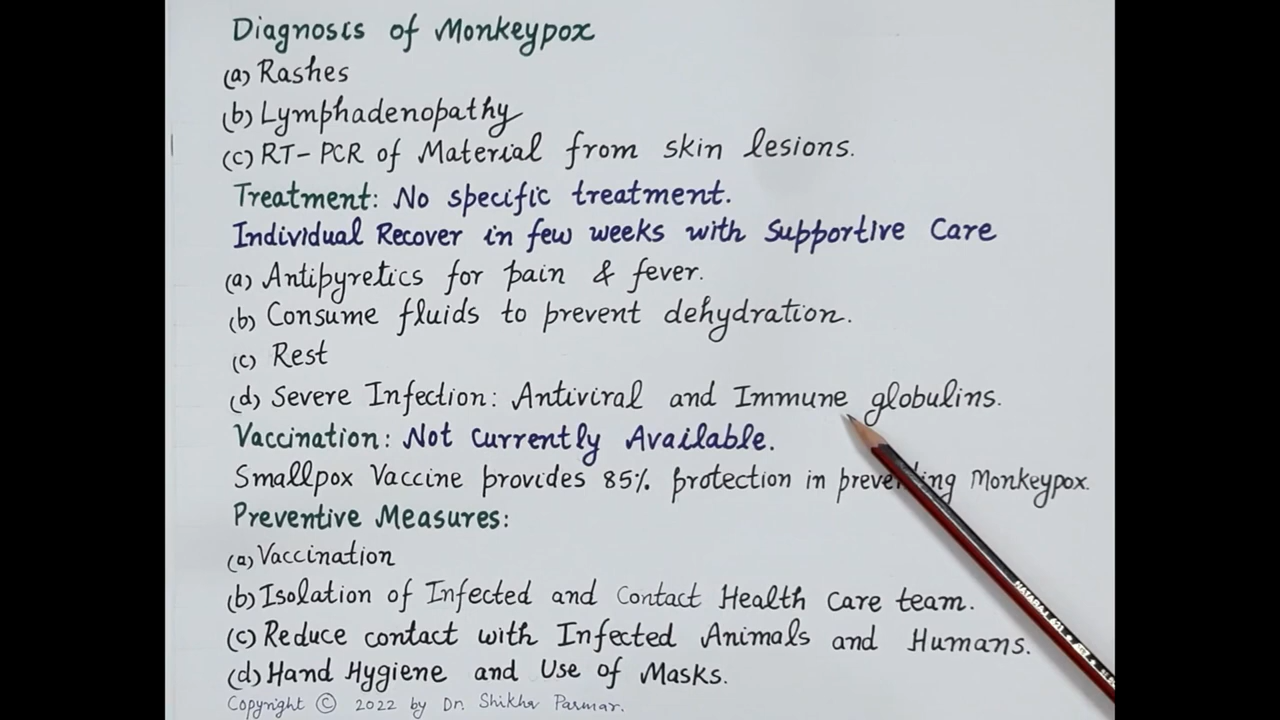 Diagnosis of Monkeypox
(a) Rashes
(b) Lymphadenopathy
(c) RT-PCR of Material from skin lesions.
Treatment: No specific treatment.
Individual Recover in few weeks with Supportive Care
(a) Antipyretics for pain & fever.
(b) Consume fluids to prevent dehydration.
(c) Rest
(d) Severe Infection: Antiviral and Immune globulins.
Vaccination: Not Currently Available.
Smallpox Vaccine provides 85% protection in preventing Monkeypox.
Preventive Measures:
(a) Vaccination
(b) Isolation of Infected and Contact Health Care team.
(c) Reduce contact with Infected Animals and Humans.
(d) Hand Hygiene and Use of Masks.
Copyright © 2022 by Dr. Shikha Parmar.